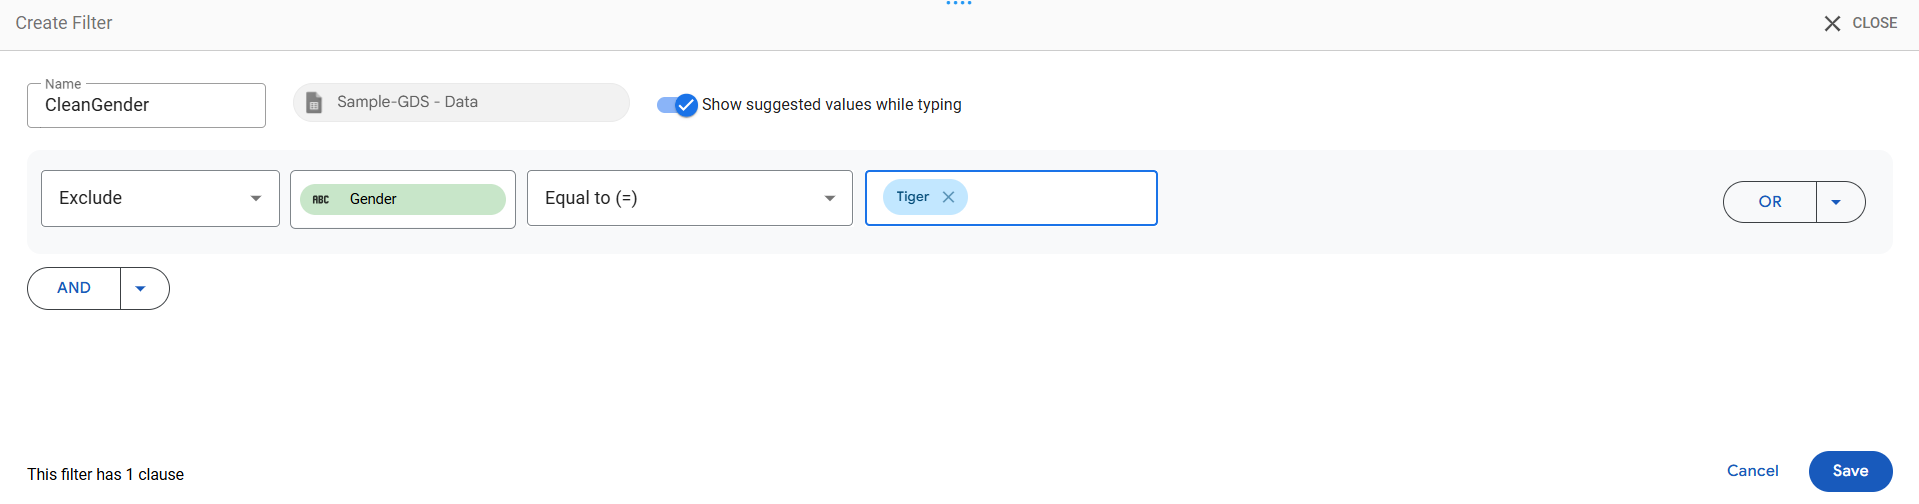 Create Filter
CLOSE
Name
CleanGender
Sample-GDS - Data
Show suggested values while typing
Exclude
ABC Gender
Equal to (=)
Tiger
OR
AND
This filter has 1 clause
Cancel
Save